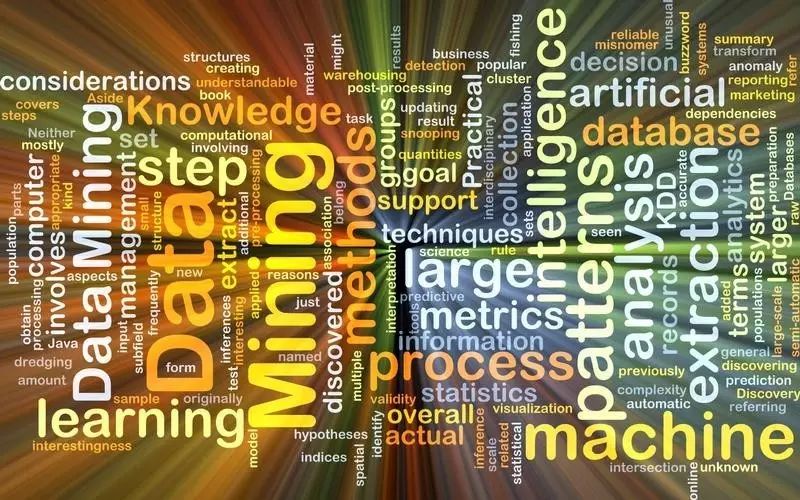 structures
creating
understandable
considerations
book
covers
Aside
steps
Knowledge
Neither
mostly
set
computational
involving
step
parts
population
appropriate
kind
computer
involves
Data Mining
management
small
structure
Data
extract
additional
pre-processing
Mining
material
might
warehousing
results
detection
business
popular
cluster
fishing
post-processing
task
groups
updating
result
snooping
quantities
goal
support
Practical
interdisciplinary
collection
application
intelligence
reliable
misnomer
decision
unusual
buzzword
systems
summary
transform
anomaly
refer
reporting
marketing
artificial
dependencies
database
methods
belong
association
techniques
science
rule
sets
seen
patterns
analysis
KDD
accurate
extraction
analytics
preparation
Databases
raw
system
larger
terms
added
populations
large-scale
semi-automatic
large
predictive
tools
metrics
information
interpretation
records
aspects
new
frequently
input
subfield
obtain
processing
Java
dredging
amount
form
test
inferences
interesting
applied
reasons
just
discovered
named
multiple
process
statistics
previously
complexity
automatic
general
discovering
prediction
Discovery
referring
learning
sample
originally
interestingness
model
hypotheses
indices
spatial
identify
validity
overall
actual
visualization
inference
scale
related
statistical
machine
intersection
unknown
online